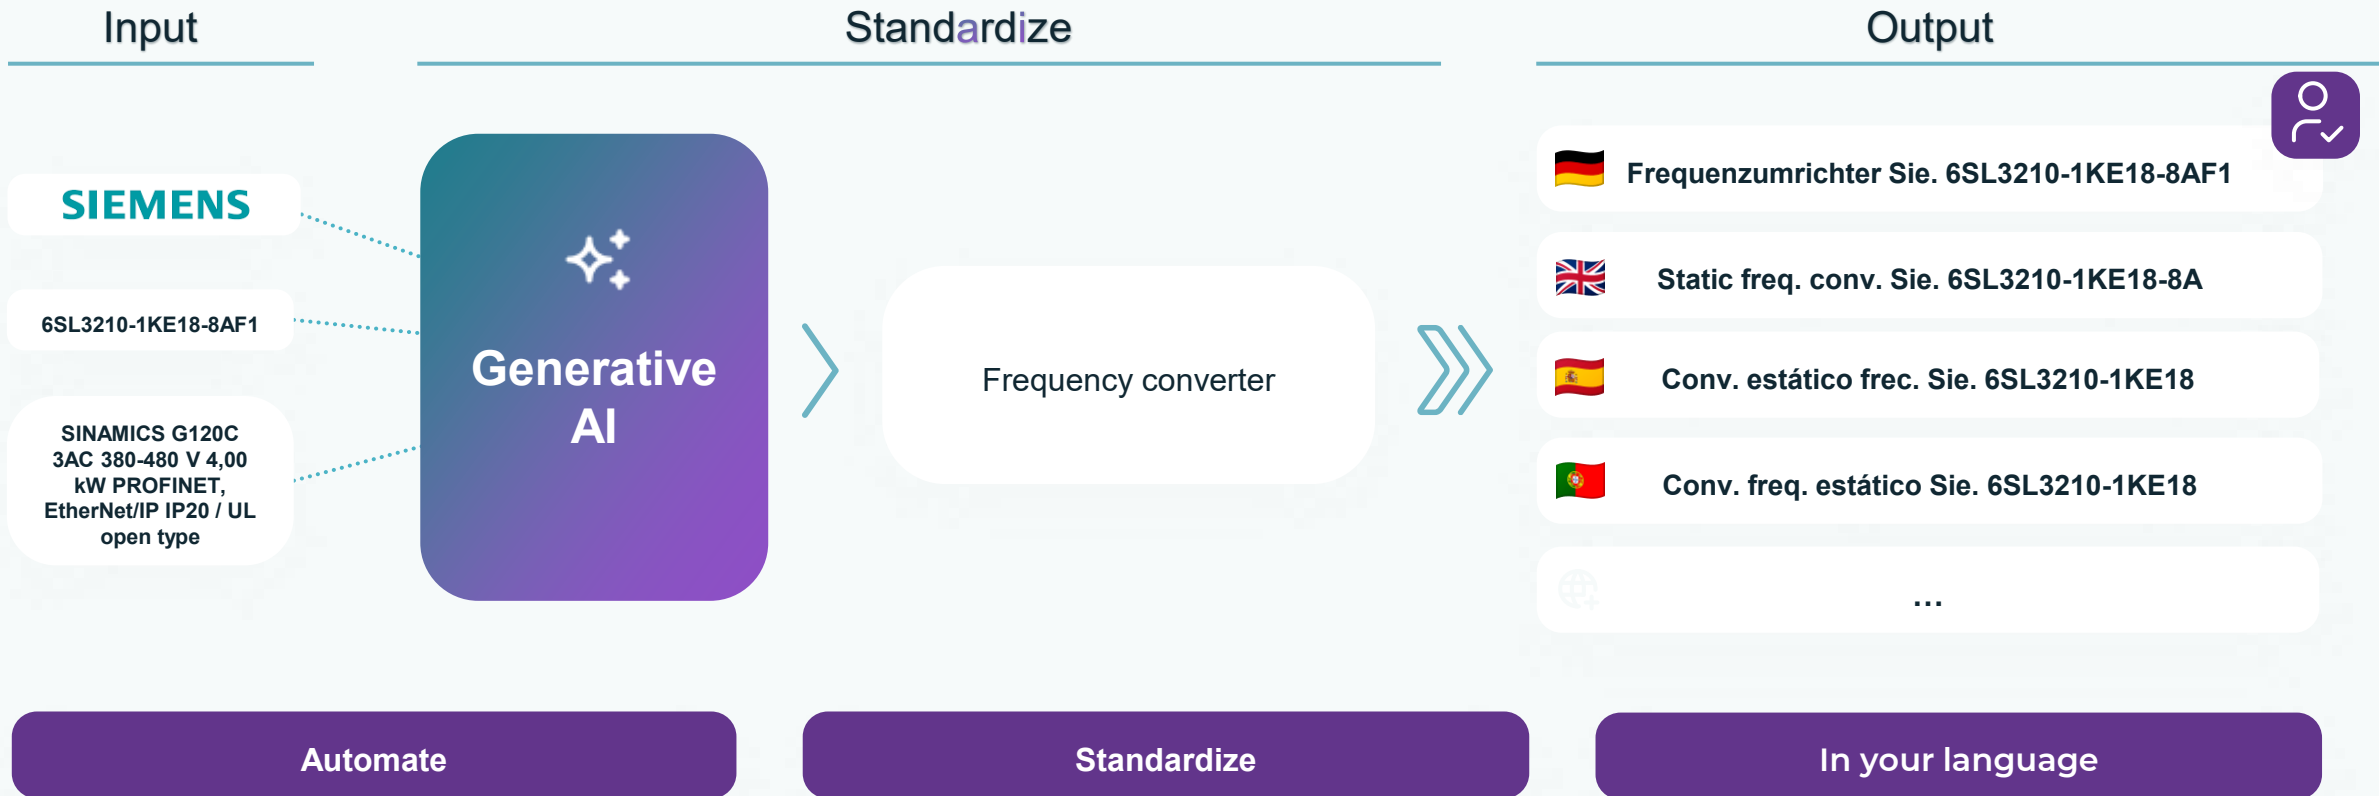 Input
Standardize
Output
SIEMENS
6SL3210-1KE18-8AF1
SINAMICS G120C
3AC 380-480 V 4,00
kW PROFINET,
EtherNet/IP IP20 / UL
open type
Generative
AI
Frequency converter
Frequenzumrichter Sie. 6SL3210-1KE18-8AF1
Static freq. conv. Sie. 6SL3210-1KE18-8A
Conv. estático frec. Sie. 6SL3210-1KE18
Conv. freq. estático Sie. 6SL3210-1KE18
...
Automate
Standardize
In your language